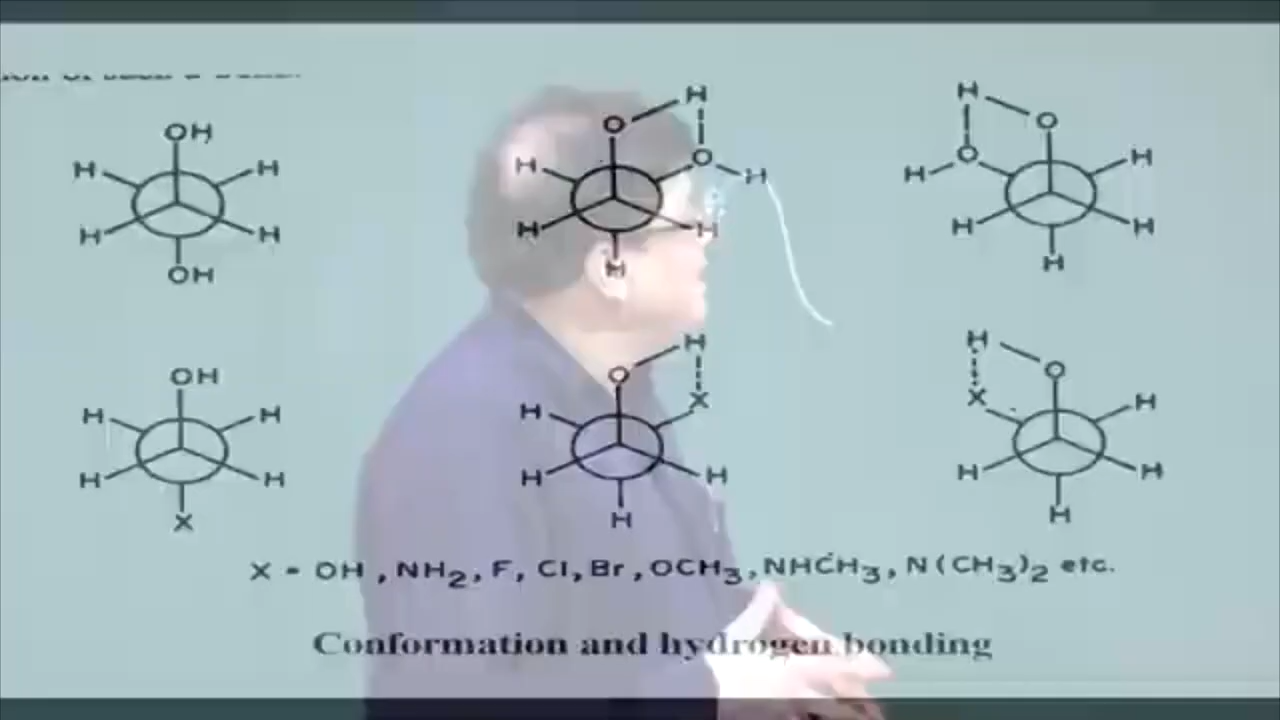 OH H O H O
H H H O H H O H
H H H H H H H
OH H H
OH H O H O
H H H X X H
H H H H H H
X H H
X = OH, NH₂, F, Cl, Br, OCH₃, NHCH₃, N(CH₃)₂ etc.
Conformation and hydrogen bonding